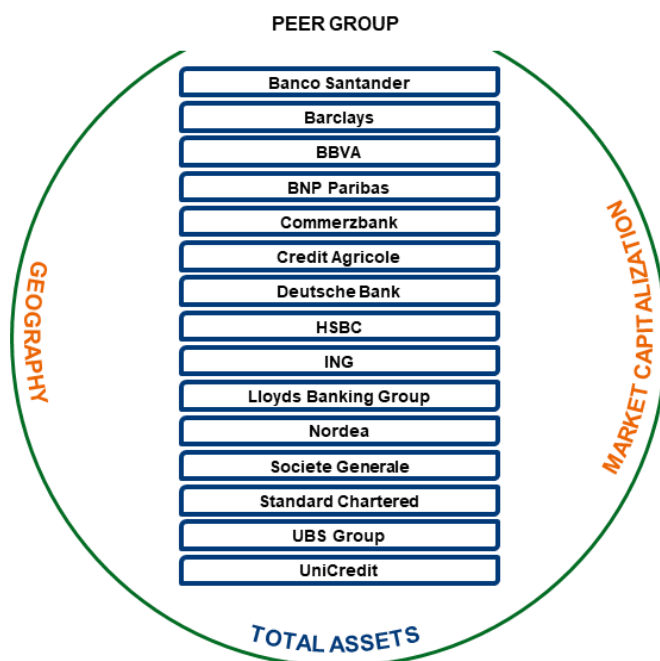 PEER GROUP
Banco Santander
Barclays
BBVA
BNP Paribas
Commerzbank
Credit Agricole
Deutsche Bank
HSBC
ING
Lloyds Banking Group
Nordea
Societe Generale
Standard Chartered
UBS Group
UniCredit
GEOGRAPHY
MARKET CAPITALIZATION
TOTAL ASSETS